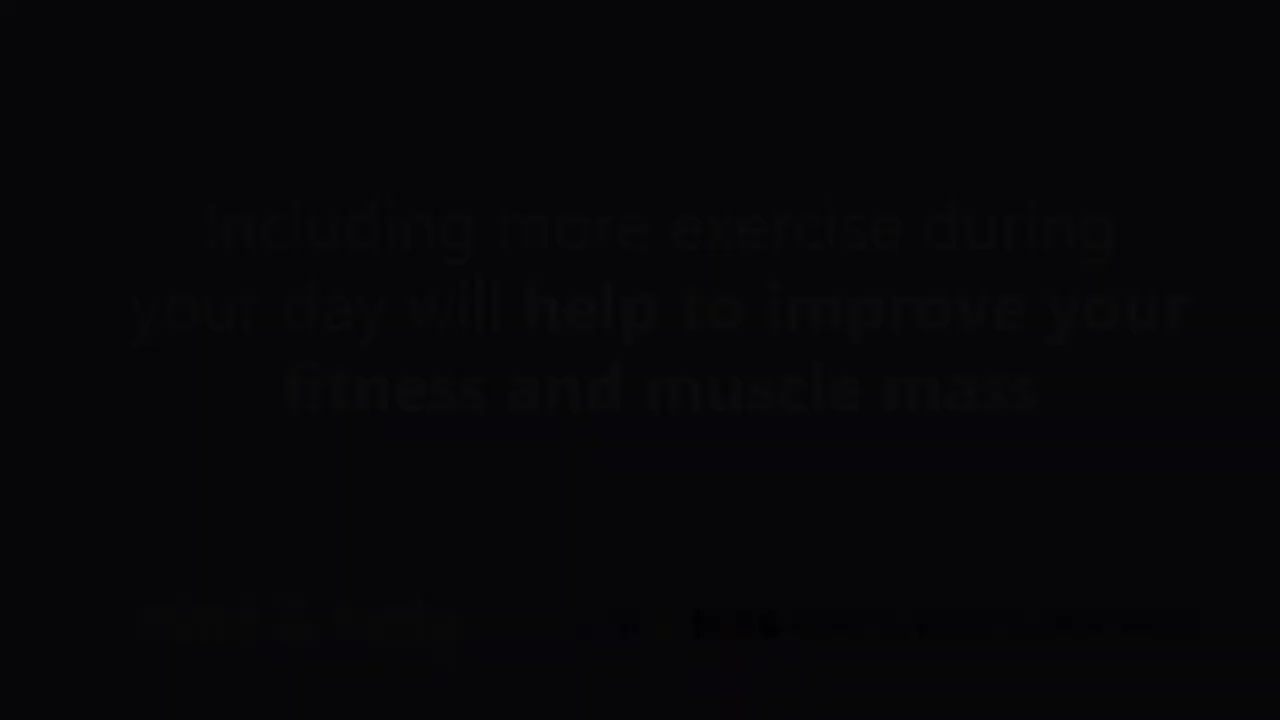 Including more exercise during
your day will help to improve your
fitness and muscle mass